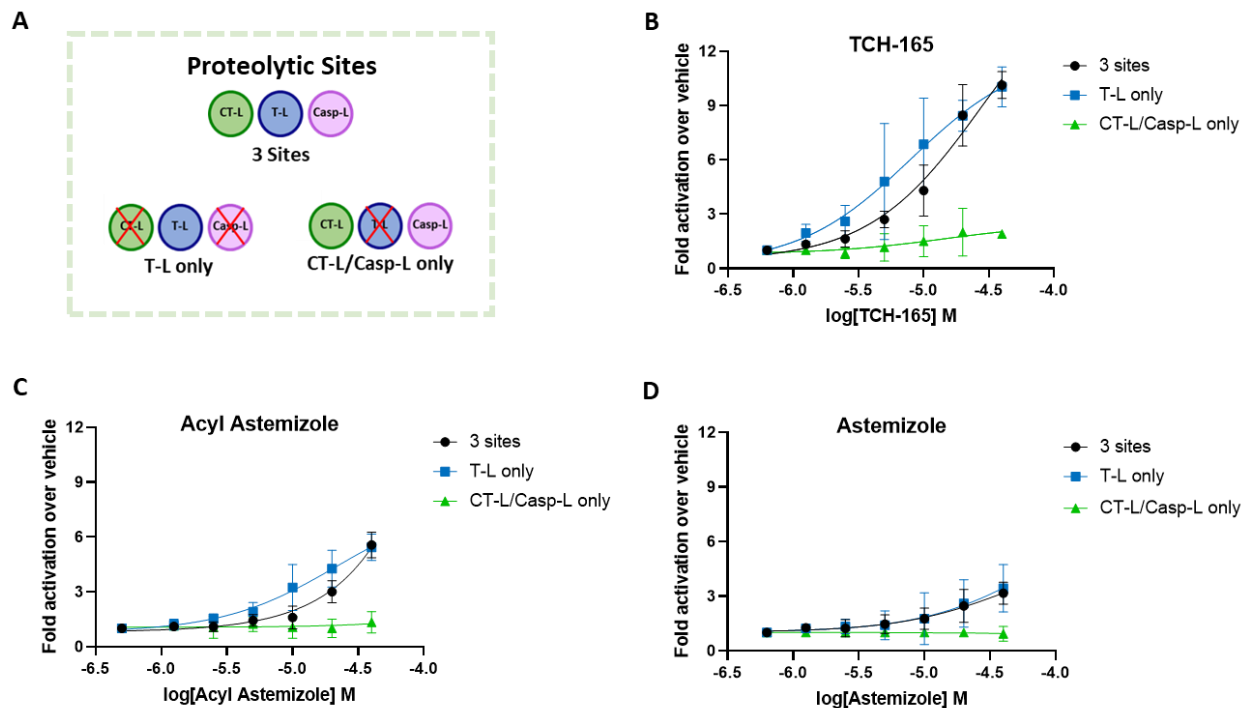 A
Proteolytic Sites
CT-L T-L Casp-L
3 Sites
CT-L T-L Casp-L
T-L only
CT-L T-L Casp-L
CT-L/Casp-L only
B
TCH-165
Fold activation over vehicle
12
9
6
3
0
-6.5 -6.0 -5.5 -5.0 -4.5 -4.0
log[TCH-165] M
3 sites
T-L only
CT-L/Casp-L only
C
Acyl Astemizole
Fold activation over vehicle
12
9
6
3
0
-6.5 -6.0 -5.5 -5.0 -4.5 -4.0
log[Acyl Astemizole] M
3 sites
T-L only
CT-L/Casp-L only
D
Astemizole
Fold activation over vehicle
12
9
6
3
0
-6.5 -6.0 -5.5 -5.0 -4.5 -4.0
log[Astemizole] M
3 sites
T-L only
CT-L/Casp-L only